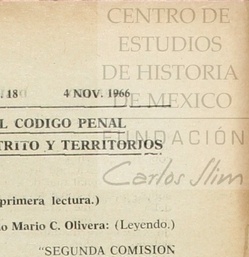 CENTRO DE
ESTUDIOS
DE HISTORIA
DE MEXICO
FUNDACIÓN
Carlos Slim
. 18 4 NOV. 1966
L CODIGO PENAL
TRITO Y TERRITORIOS
primera lectura.)
o Mario C. Olivera: (Leyendo.)
"SEGUNDA COMISION